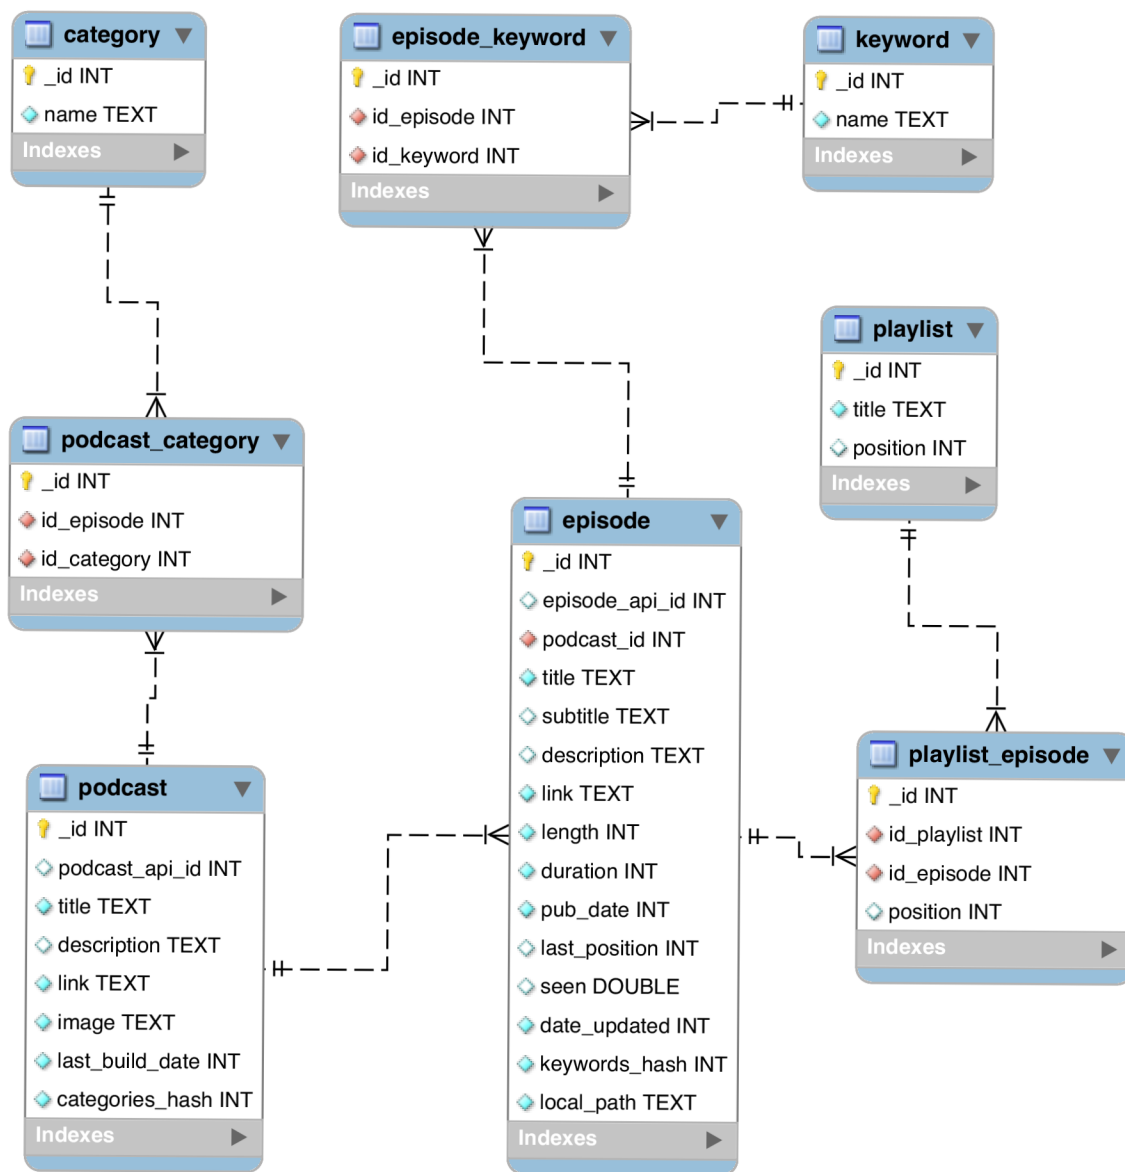 category
_id INT
name TEXT
Indexes
episode_keyword
_id INT
id_episode INT
id_keyword INT
Indexes
keyword
_id INT
name TEXT
Indexes
playlist
_id INT
title TEXT
position INT
Indexes
podcast_category
_id INT
id_episode INT
id_category INT
Indexes
episode
_id INT
episode_api_id INT
podcast_id INT
title TEXT
subtitle TEXT
description TEXT
link TEXT
length INT
duration INT
pub_date INT
last_position INT
seen DOUBLE
date_updated INT
keywords_hash INT
local_path TEXT
Indexes
playlist_episode
_id INT
id_playlist INT
id_episode INT
position INT
Indexes
podcast
_id INT
podcast_api_id INT
title TEXT
description TEXT
link TEXT
image TEXT
last_build_date INT
categories_hash INT
Indexes